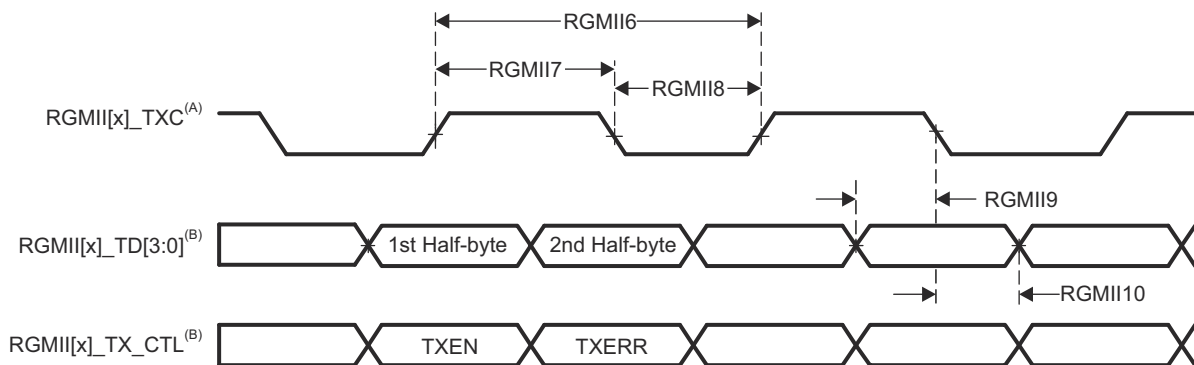 RGMII6
RGMII7
RGMII8
RGMII[x]_TXC(A)
RGMII9
RGMII[x]_TD[3:0](B)
1st Half-byte
2nd Half-byte
RGMII10
RGMII[x]_TX_CTL(B)
TXEN
TXERR